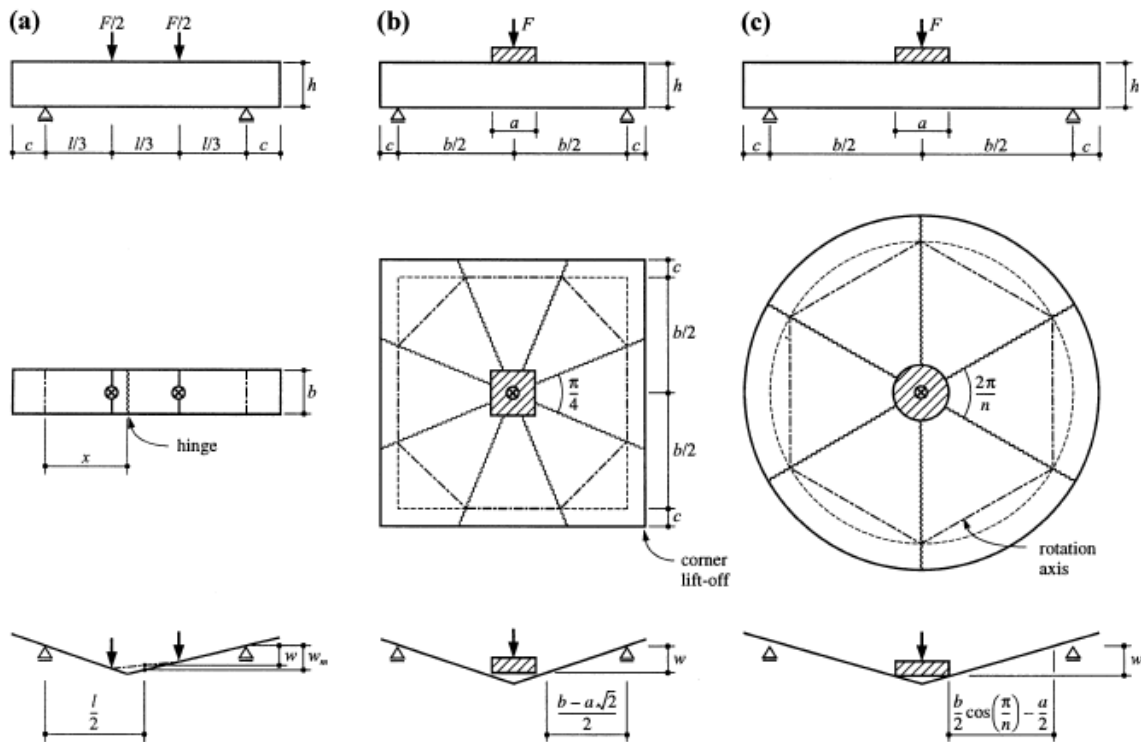 (a)
F/2 F/2
h
c l/3 l/3 l/3 c
(b)
F
h
a
c b/2 b/2 c
(c)
F
h
a
c b/2 b/2 c
b
hinge
x
π/4
c
b/2
b/2
c
corner
lift-off
2π/n
rotation
axis
w wm
l/2
w
(b − a√2)/2
w
b/2 cos(π/n) − a/2